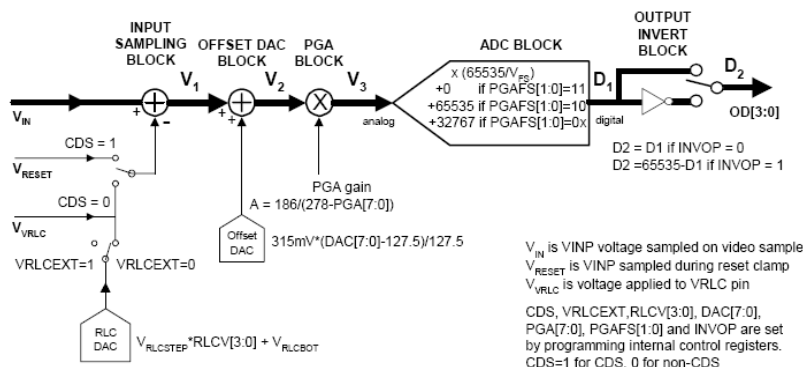 INPUT
SAMPLING
BLOCK
OFFSET DAC
BLOCK
PGA
BLOCK
ADC BLOCK
OUTPUT
INVERT
BLOCK
V1
V2
V3
x (65535/VFS)
+0 if PGAFS[1:0]=11
+65535 if PGAFS[1:0]=10
+32767 if PGAFS[1:0]=0x
D1
D2
VIN
+
-
+
+
X
analog
digital
OD[3:0]
CDS = 1
VRESET
CDS = 0
VVRLC
VRLCEXT=1
VRLCEXT=0
PGA gain
A = 186/(278-PGA[7:0])
Offset
DAC
315mV*(DAC[7:0]-127.5)/127.5
RLC
DAC
VRLCSTEP*RLCV[3:0] + VRLCBOT
D2 = D1 if INVOP = 0
D2 =65535-D1 if INVOP = 1
VIN is VINP voltage sampled on video sample
VRESET is VINP sampled during reset clamp
VVRLC is voltage applied to VRLC pin
CDS, VRLCEXT,RLCV[3:0], DAC[7:0],
PGA[7:0], PGAFS[1:0] and INVOP are set
by programming internal control registers.
CDS=1 for CDS, 0 for non-CDS